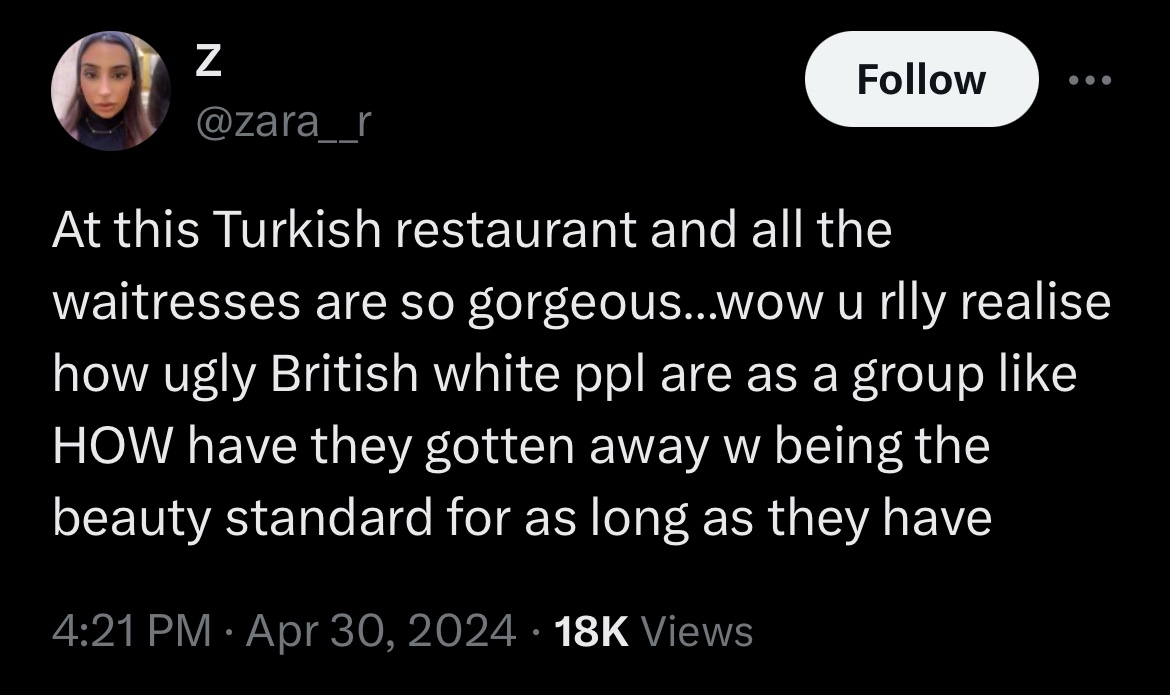 Z
@zara__r
Follow
At this Turkish restaurant and all the
waitresses are so gorgeous...wow u rlly realise
how ugly British white ppl are as a group like
HOW have they gotten away w being the
beauty standard for as long as they have
4:21 PM · Apr 30, 2024 · 18K Views